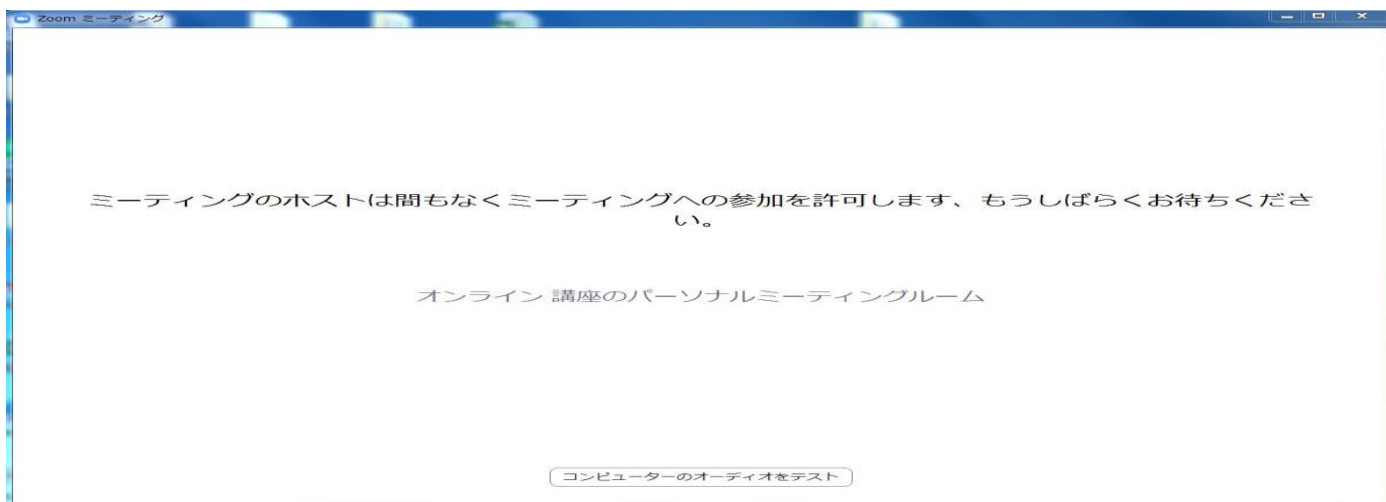 Zoom ミーティング
ミーティングのホストは間もなくミーティングへの参加を許可します、もうしばらくお待ちくださ
い。
オンライン 講座のパーソナルミーティングルーム
コンピューターのオーディオをテスト